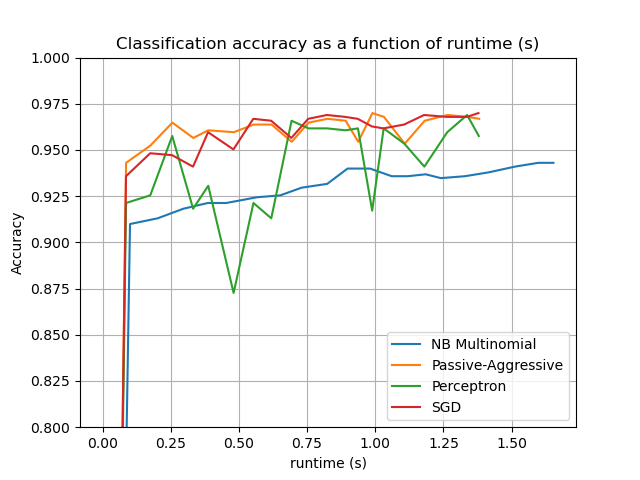 Classification accuracy as a function of runtime (s)
1.000
0.975
0.950
0.925
0.900
0.875
0.850
0.825
0.800
Accuracy
NB Multinomial
Passive-Aggressive
Perceptron
SGD
0.00 0.25 0.50 0.75 1.00 1.25 1.50
runtime (s)